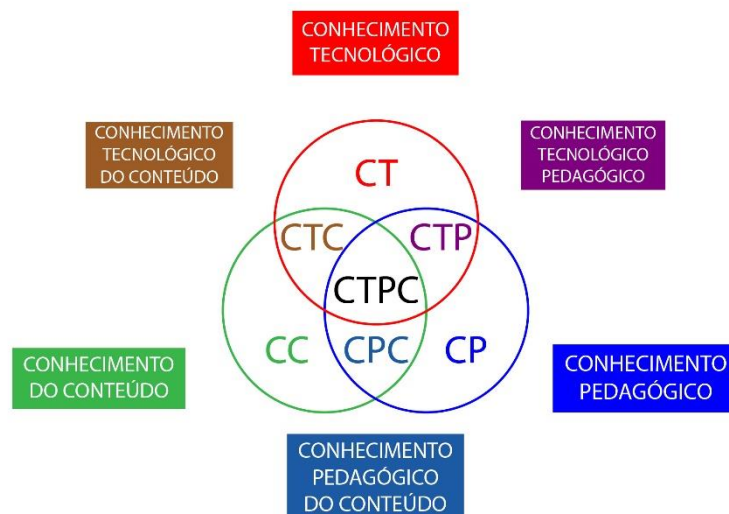 CONHECIMENTO
TECNOLÓGICO
CONHECIMENTO
TECNOLÓGICO
DO CONTEÚDO
CONHECIMENTO
TECNOLÓGICO
PEDAGÓGICO
CT
CTC
CTP
CTPC
CC
CPC
CP
CONHECIMENTO
DO CONTEÚDO
CONHECIMENTO
PEDAGÓGICO
CONHECIMENTO
PEDAGÓGICO
DO CONTEÚDO